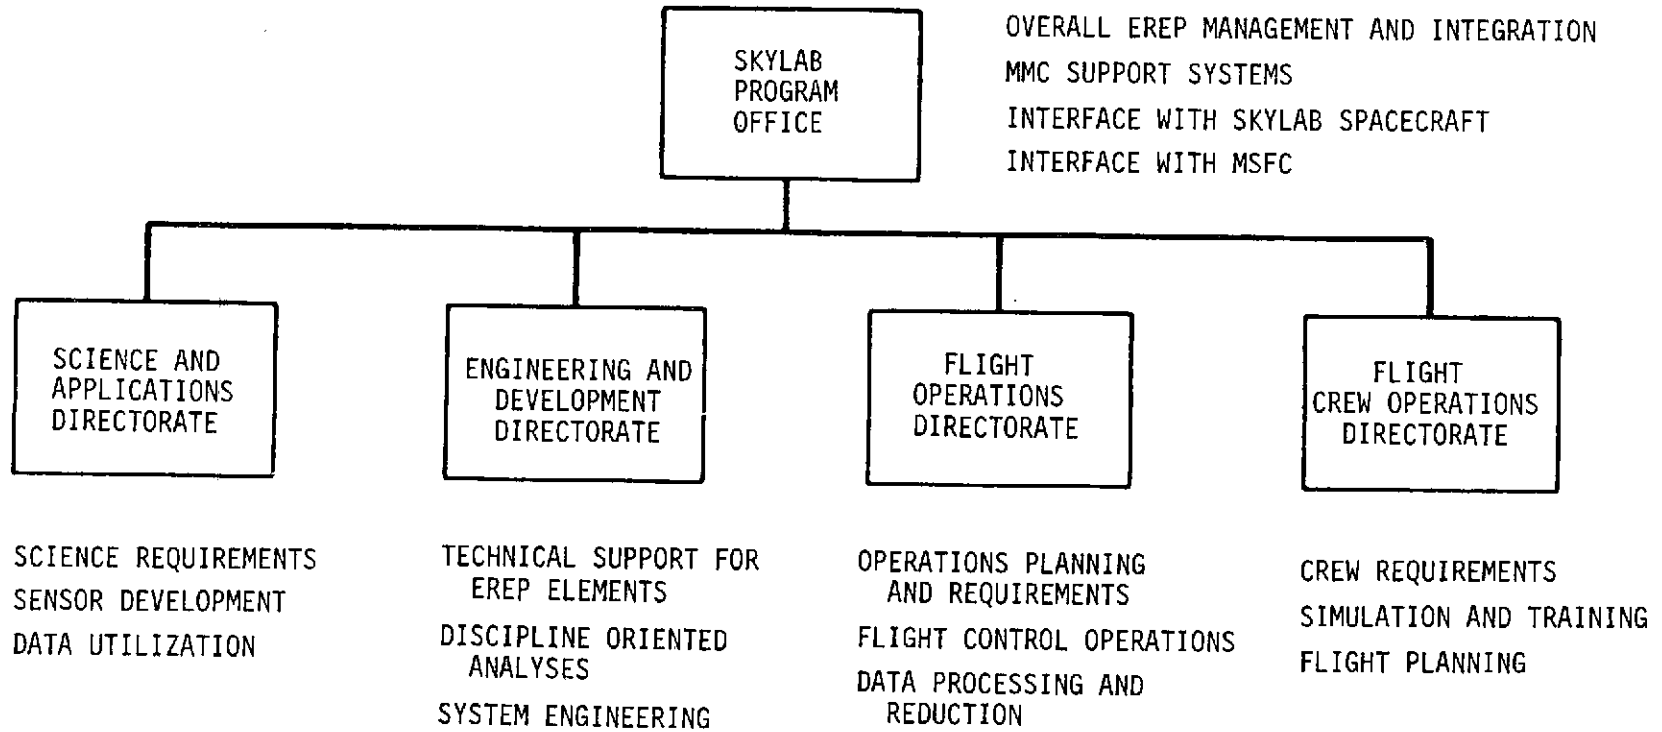 SKYLAB
PROGRAM
OFFICE
OVERALL EREP MANAGEMENT AND INTEGRATION
MMC SUPPORT SYSTEMS
INTERFACE WITH SKYLAB SPACECRAFT
INTERFACE WITH MSFC
SCIENCE AND
APPLICATIONS
DIRECTORATE
ENGINEERING AND
DEVELOPMENT
DIRECTORATE
FLIGHT
OPERATIONS
DIRECTORATE
FLIGHT
CREW OPERATIONS
DIRECTORATE
SCIENCE REQUIREMENTS
SENSOR DEVELOPMENT
DATA UTILIZATION
TECHNICAL SUPPORT FOR
EREP ELEMENTS
DISCIPLINE ORIENTED
ANALYSES
SYSTEM ENGINEERING
OPERATIONS PLANNING
AND REQUIREMENTS
FLIGHT CONTROL OPERATIONS
DATA PROCESSING AND
REDUCTION
CREW REQUIREMENTS
SIMULATION AND TRAINING
FLIGHT PLANNING